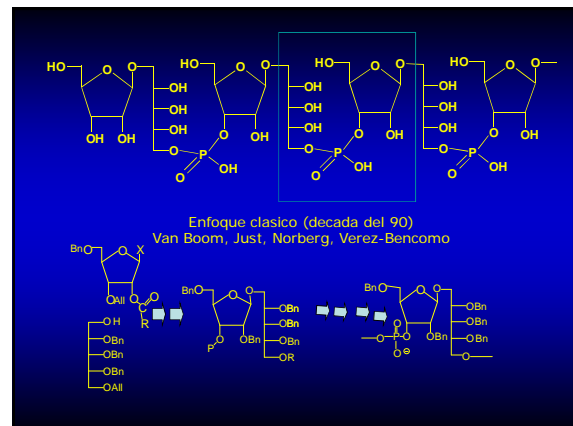 HO O O HO O O HO O O HO O O
OH OH OH
OH OH OH
OH OH O OH OH O OH OH O OH
O P OH O P OH O P OH
O O O
Enfoque clasico (decada del 90)
Van Boom, Just, Norberg, Verez-Bencomo
BnO O X
OAll O C O
R
OH
OBn
OBn
OBn
OAll
BnO O O
OBn
OBn
P OBn OBn
OR
BnO O O
OBn
O P O OBn OBn
O ⊖ O